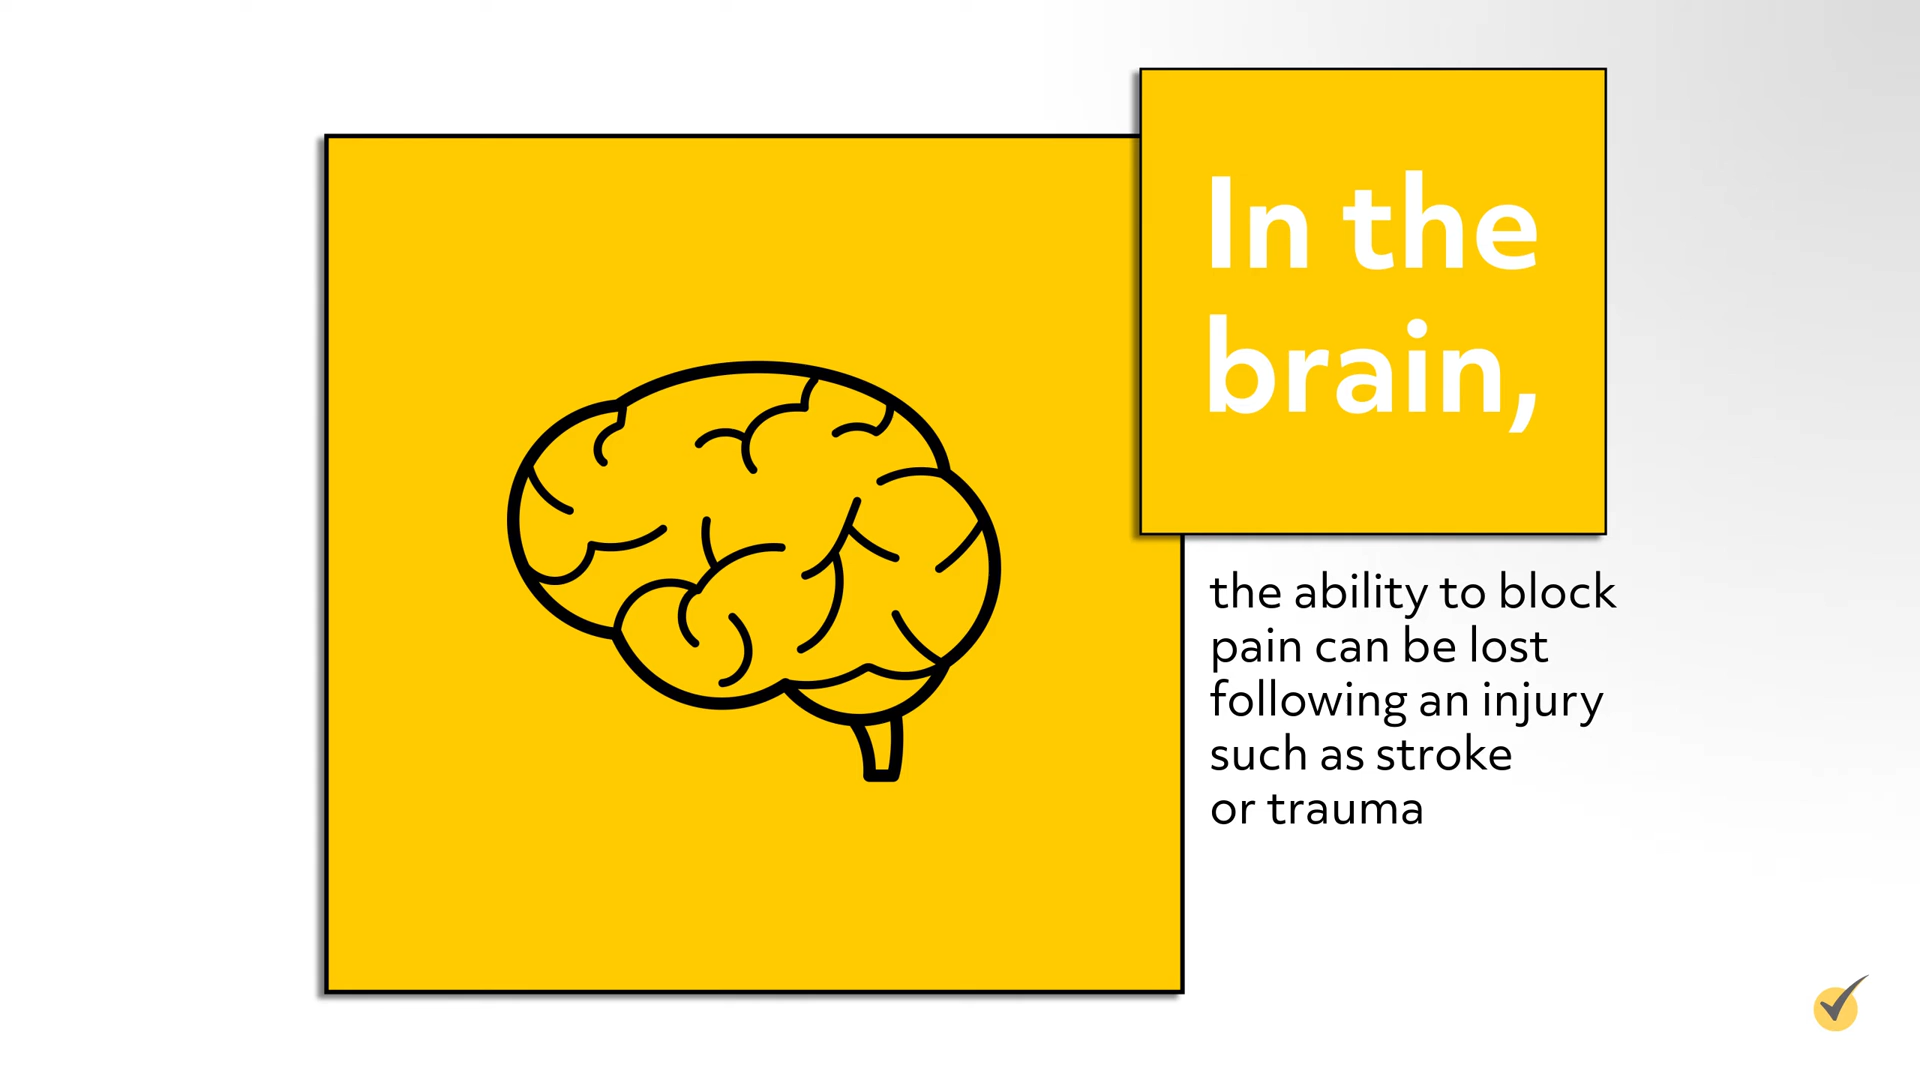 In the
brain,
the ability to block
pain can be lost
following an injury
such as stroke
or trauma